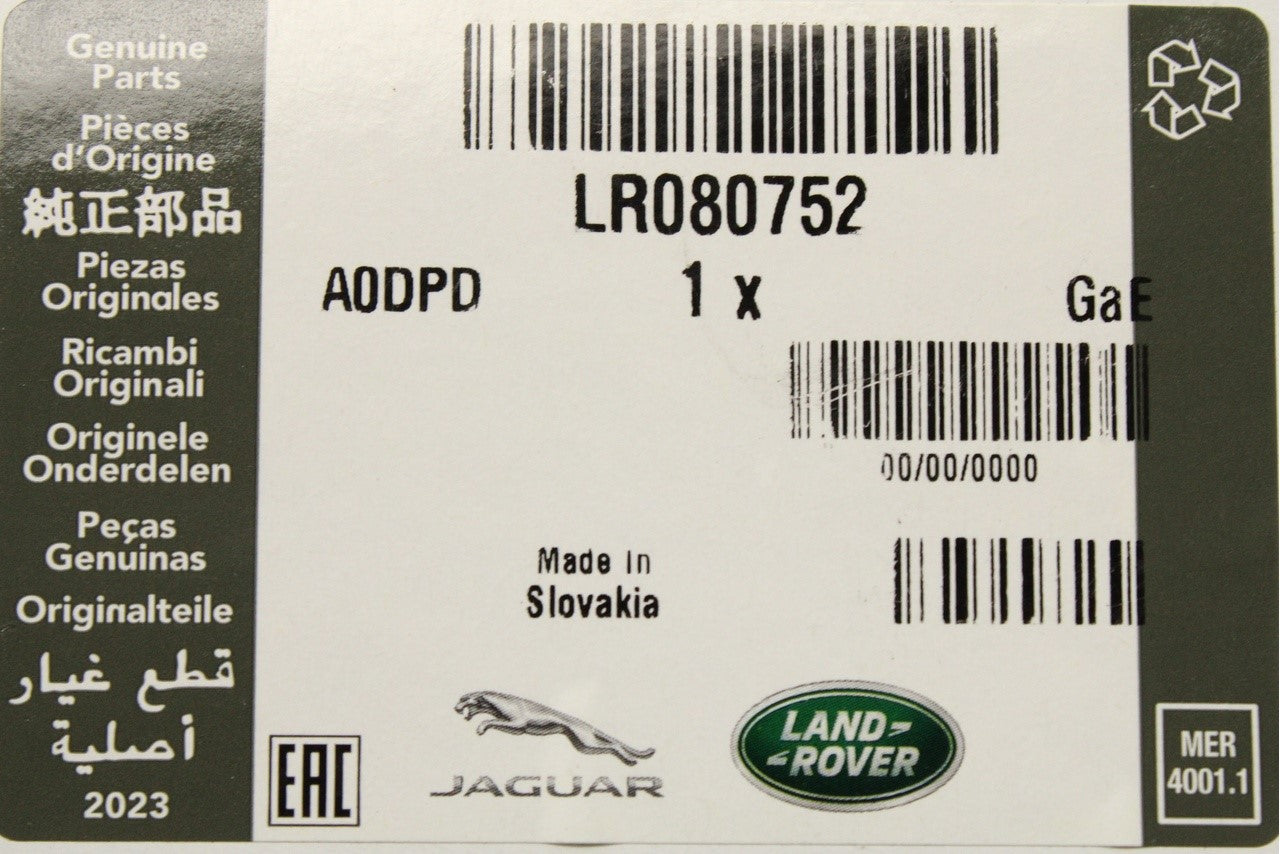 Genuine
Parts
Pièces
d'Origine
純正部品
Piezas
Originales
Ricambi
Originali
Originele
Onderdelen
Peças
Genuinas
Originalteile
قطع غيار
أصلية
2023
LR080752
A0DPD 1 x GaE
00/00/0000
Made In
Slovakia
EAC
JAGUAR
LAND-
-ROVER
MER
4001.1